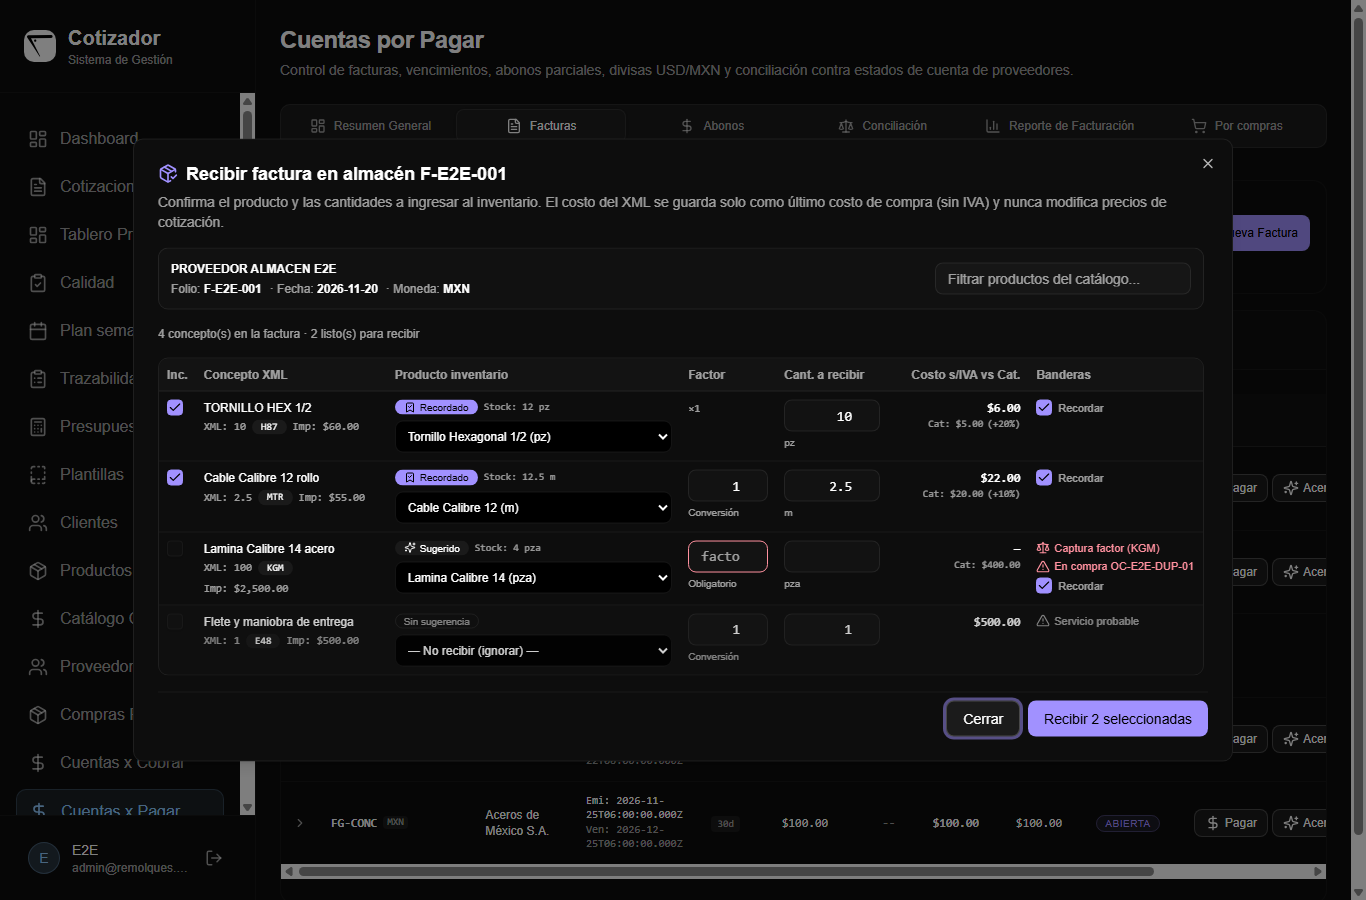 Cotizador
Sistema de Gestión
Dashboard
Cotizacion
Tablero Pr
Calidad
Plan sema
Trazabilida
Presupues
Plantillas
Clientes
Productos
Catálogo
Proveedor
Compras
Cuentas x Cobrar
Cuentas x Pagar
E
E2E
admin@remolques....
Cuentas por Pagar
Control de facturas, vencimientos, abonos parciales, divisas USD/MXN y conciliación contra estados de cuenta de proveedores.
Resumen General
Facturas
Abonos
Conciliación
Reporte de Facturación
Por compras
eva Factura
Recibir factura en almacén F-E2E-001
Confirma el producto y las cantidades a ingresar al inventario. El costo del XML se guarda solo como último costo de compra (sin IVA) y nunca modifica precios de
cotización.
PROVEEDOR ALMACEN E2E
Folio: F-E2E-001 · Fecha: 2026-11-20 · Moneda: MXN
Filtrar productos del catálogo...
4 concepto(s) en la factura · 2 listo(s) para recibir
Inc. Concepto XML Producto inventario Factor Cant. a recibir Costo s/IVA vs Cat. Banderas
TORNILLO HEX 1/2
XML: 10 H87 Imp: $60.00
Recordado Stock: 12 pz
Tornillo Hexagonal 1/2 (pz)
×1
10
pz
$6.00
Cat: $5.00 (+20%)
Recordar
Cable Calibre 12 rollo
XML: 2.5 MTR Imp: $55.00
Recordado Stock: 12.5 m
Cable Calibre 12 (m)
1
Conversión
2.5
m
$22.00
Cat: $20.00 (+10%)
Recordar
Lamina Calibre 14 acero
XML: 100 KGM
Imp: $2,500.00
Sugerido Stock: 4 pza
Lamina Calibre 14 (pza)
facto
Obligatorio
pza
—
Cat: $400.00
Captura factor (KGM)
En compra OC-E2E-DUP-01
Recordar
Flete y maniobra de entrega
XML: 1 E48 Imp: $500.00
Sin sugerencia
— No recibir (ignorar) —
1
Conversión
1
$500.00
Servicio probable
Cerrar
Recibir 2 seleccionadas
agar Acer
agar Acer
agar Acer
22T06:00:00.000Z
FG-CONC MXN
Aceros de
México S.A.
Emi: 2026-11-
25T06:00:00.000Z
Ven: 2026-12-
25T06:00:00.000Z
30d
$100.00
--
$100.00
$100.00
ABIERTA
Pagar
Acer